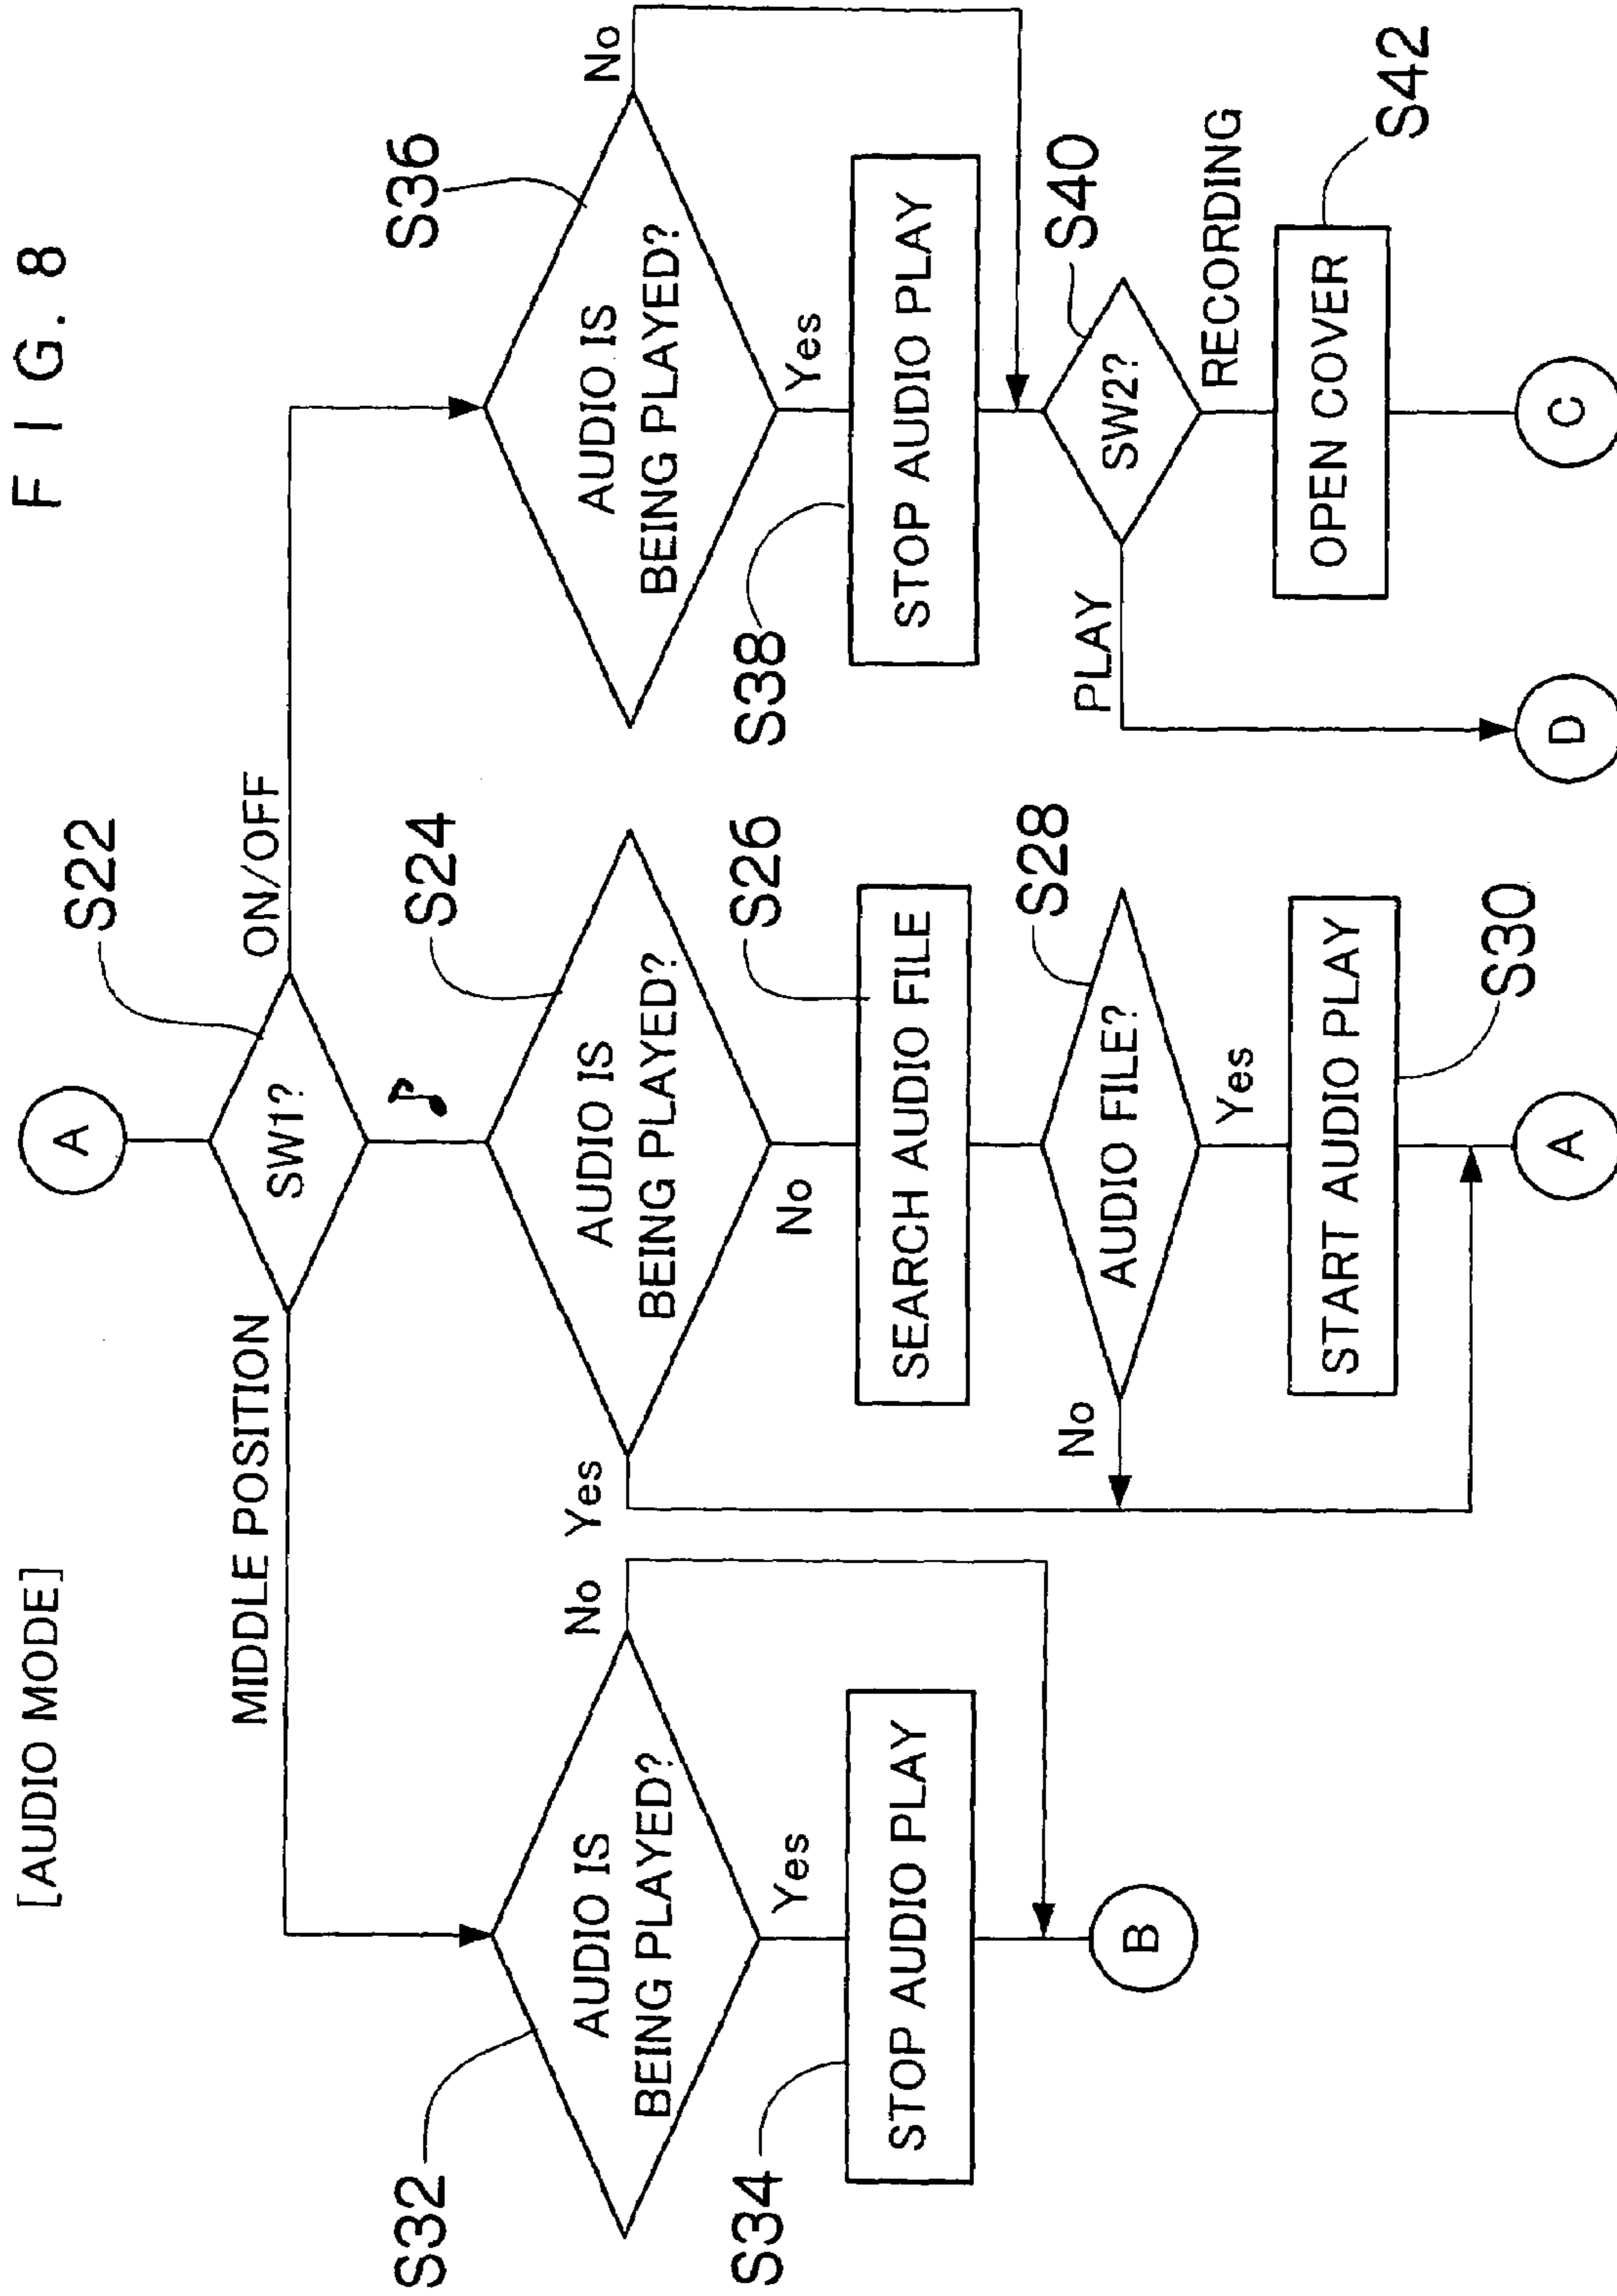 F I G. 8
[AUDIO MODE]
A
S22
SW1?
MIDDLE POSITION
ON/OFF
S32
AUDIO IS
BEING PLAYED?
No
Yes
S34
STOP AUDIO PLAY
B
S24
AUDIO IS
BEING PLAYED?
Yes
No
S26
SEARCH AUDIO FILE
S28
AUDIO FILE?
No
Yes
START AUDIO PLAY
S30
A
S36
AUDIO IS
BEING PLAYED?
No
Yes
S38
STOP AUDIO PLAY
S40
SW2?
PLAY
RECORDING
OPEN COVER
S42
D
C